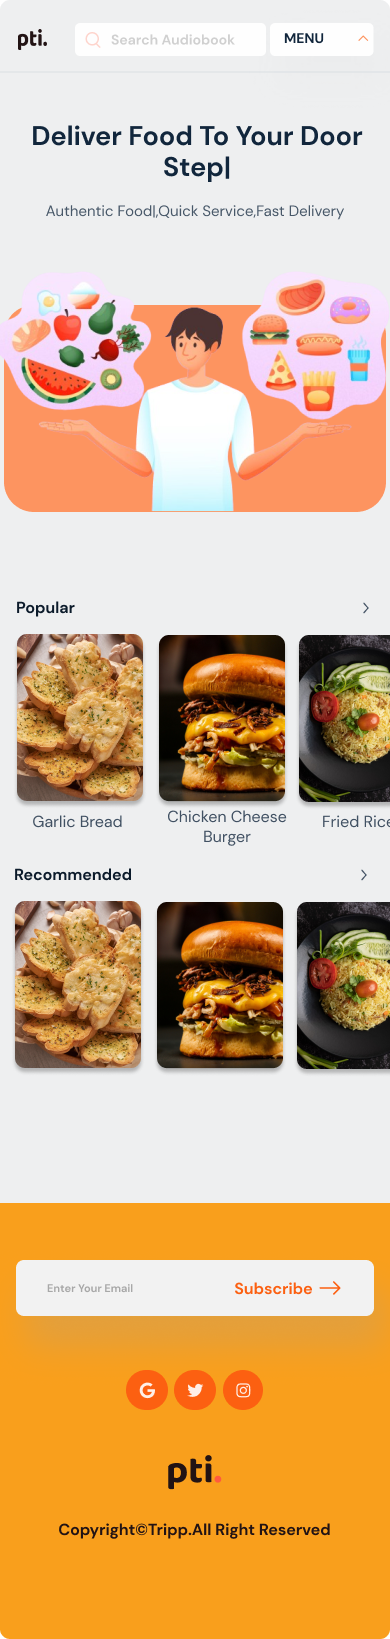 pti.
Search Audiobook
MENU
Deliver Food To Your Door
Step|
Authentic Food|,Quick Service,Fast Delivery
Popular
Garlic Bread
Chicken Cheese
Burger
Fried Rice
Recommended
Enter Your Email
Subscribe
pti.
Copyright©Tripp.All Right Reserved